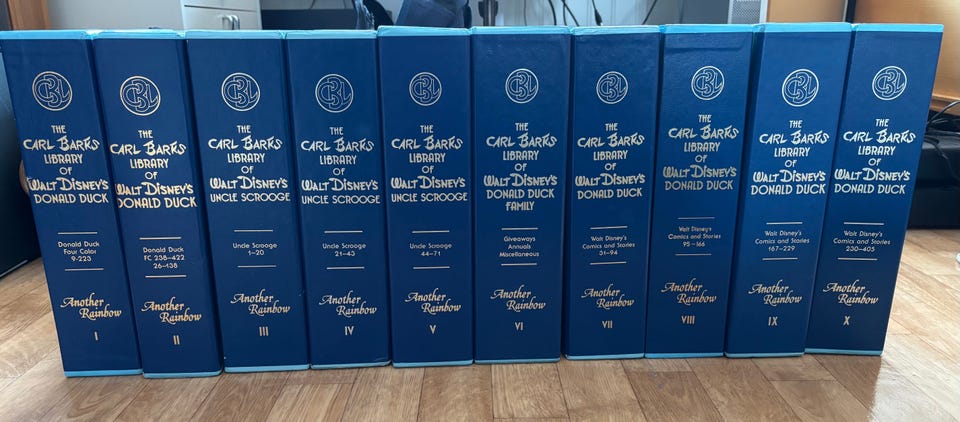 CBL
THE
CARL BARKS
LIBRARY
OF
WALT DISNEY'S
DONALD DUCK
Donald Duck
Four Color
9-223
Another
Rainbow
I
CBL
THE
CARL BARKS
LIBRARY
OF
WALT DISNEY'S
DONALD DUCK
Donald Duck
FC 238-422
26-138
Another
Rainbow
II
CBL
THE
CARL BARKS
LIBRARY
OF
WALT DISNEY'S
UNCLE SCROOGE
Uncle Scrooge
1-20
Another
Rainbow
III
CBL
THE
CARL BARKS
LIBRARY
OF
WALT DISNEY'S
UNCLE SCROOGE
Uncle Scrooge
21-43
Another
Rainbow
IV
CBL
THE
CARL BARKS
LIBRARY
OF
WALT DISNEY'S
UNCLE SCROOGE
Uncle Scrooge
44-71
Another
Rainbow
V
CBL
THE
CARL BARKS
LIBRARY
OF
WALT DISNEY'S
DONALD DUCK
FAMILY
Giveaways
Annuals
Miscellaneous
Another
Rainbow
VI
CBL
THE
CARL BARKS
LIBRARY
OF
WALT DISNEY'S
DONALD DUCK
Walt Disney's
Comics and Stories
31-94
Another
Rainbow
VII
CBL
THE
CARL BARKS
LIBRARY
OF
WALT DISNEY'S
DONALD DUCK
Walt Disney's
Comics and Stories
95-166
Another
Rainbow
VIII
CBL
THE
CARL BARKS
LIBRARY
OF
WALT DISNEY'S
DONALD DUCK
Walt Disney's
Comics and Stories
167-229
Another
Rainbow
IX
CBL
THE
CARL BARKS
LIBRARY
OF
WALT DISNEY'S
DONALD DUCK
Walt Disney's
Comics and Stories
230-405
Another
Rainbow
X